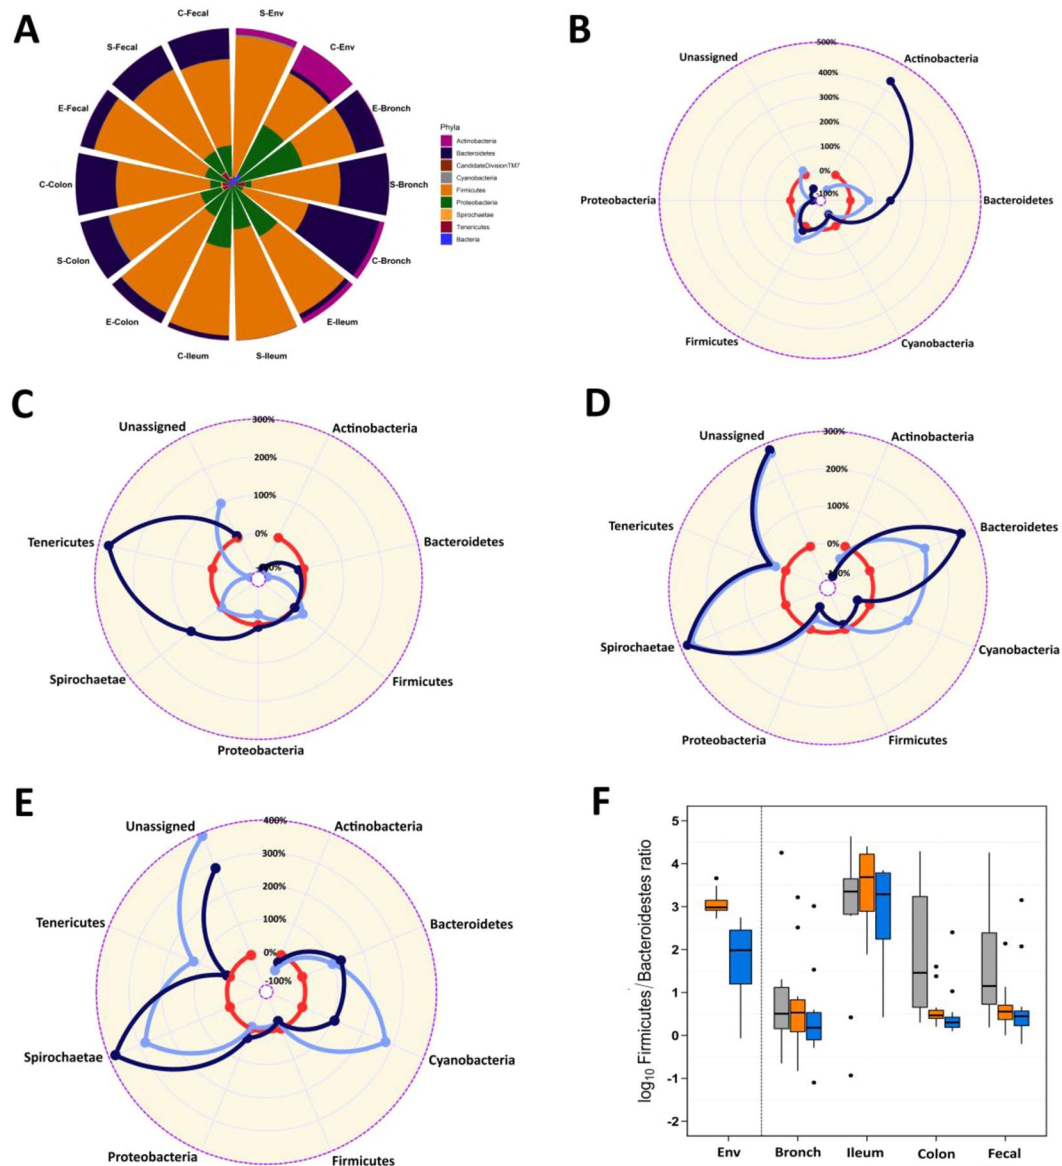 A
C-Fecal
S-Env
S-Fecal
C-Env
E-Fecal
E-Bronch
C-Colon
S-Bronch
S-Colon
C-Bronch
E-Colon
E-Ileum
C-Ileum
S-Ileum
Phyla
Actinobacteria
Bacteroidetes
CandidateDivisionTM7
Cyanobacteria
Firmicutes
Proteobacteria
Spirochaetae
Tenericutes
Bacteria
B
500%
Unassigned
Actinobacteria
400%
300%
200%
100%
0%
-100%
Proteobacteria
Bacteroidetes
Firmicutes
Cyanobacteria
C
300%
Unassigned
Actinobacteria
200%
100%
0%
-100%
Tenericutes
Bacteroidetes
Spirochaetae
Firmicutes
Proteobacteria
D
300%
Unassigned
Actinobacteria
200%
100%
0%
-100%
Tenericutes
Bacteroidetes
Spirochaetae
Cyanobacteria
Proteobacteria
Firmicutes
E
400%
Unassigned
Actinobacteria
300%
200%
100%
0%
-100%
Tenericutes
Bacteroidetes
Spirochaetae
Cyanobacteria
Proteobacteria
Firmicutes
F
log10 Firmicutes/Bacteroidestes ratio
5
4
3
2
1
0
-1
-2
Env
Bronch
Ileum
Colon
Fecal